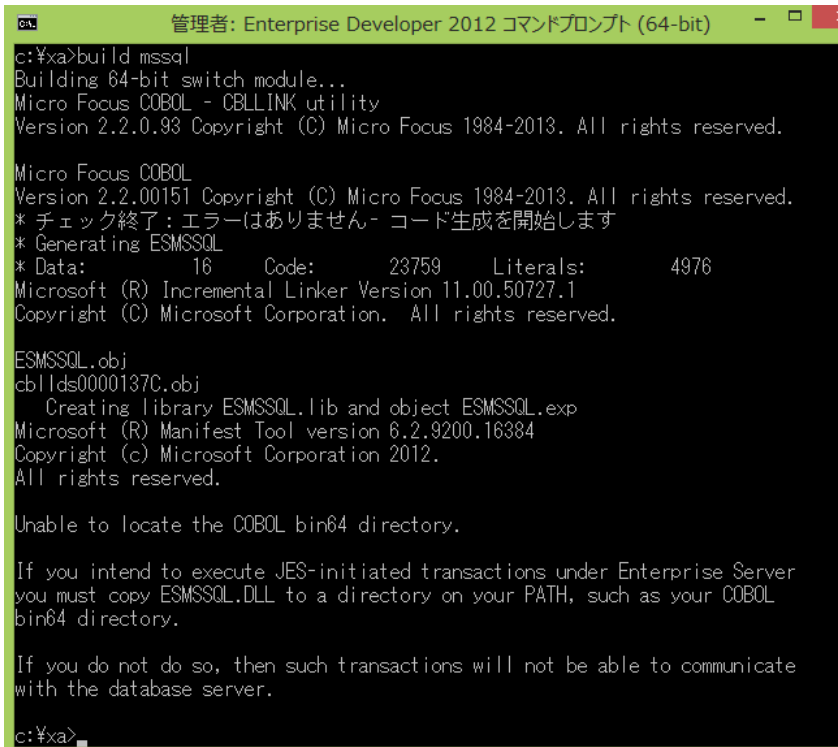 管理者: Enterprise Developer 2012 コマンドプロンプト (64-bit)
c:¥xa>build mssql
Building 64-bit switch module...
Micro Focus COBOL - CBLLINK utility
Version 2.2.0.93 Copyright (C) Micro Focus 1984-2013. All rights reserved.
Micro Focus COBOL
Version 2.2.00151 Copyright (C) Micro Focus 1984-2013. All rights reserved.
* チェック終了：エラーはありません- コード生成を開始します
* Generating ESMSSQL
* Data: 16 Code: 23759 Literals: 4976
Microsoft (R) Incremental Linker Version 11.00.50727.1
Copyright (C) Microsoft Corporation. All rights reserved.
ESMSSQL.obj
cbllds0000137C.obj
Creating library ESMSSQL.lib and object ESMSSQL.exp
Microsoft (R) Manifest Tool version 6.2.9200.16384
Copyright (c) Microsoft Corporation 2012.
All rights reserved.
Unable to locate the COBOL bin64 directory.
If you intend to execute JES-initiated transactions under Enterprise Server
you must copy ESMSSQL.DLL to a directory on your PATH, such as your COBOL
bin64 directory.
If you do not do so, then such transactions will not be able to communicate
with the database server.
c:¥xa>